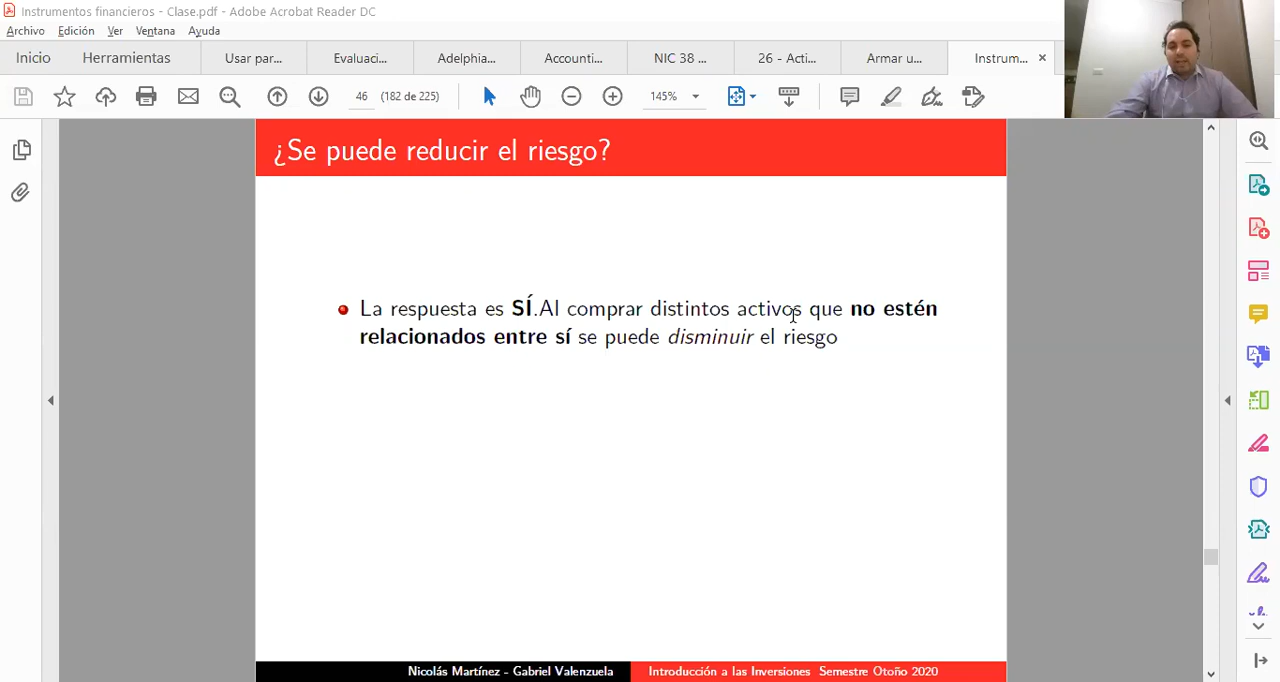 Instrumentos financieros - Clase.pdf - Adobe Acrobat Reader DC
Archivo Edición Ver Ventana Ayuda
Inicio Herramientas Usar par... Evaluaci... Adelphia... Accounti... NIC 38 ... 26 - Acti... Armar u... Instrum... ×
46 (182 de 225) 145%
¿Se puede reducir el riesgo?
La respuesta es SÍ.Al comprar distintos activos que no estén
relacionados entre sí se puede disminuir el riesgo
Nicolás Martínez - Gabriel Valenzuela Introducción a las Inversiones Semestre Otoño 2020